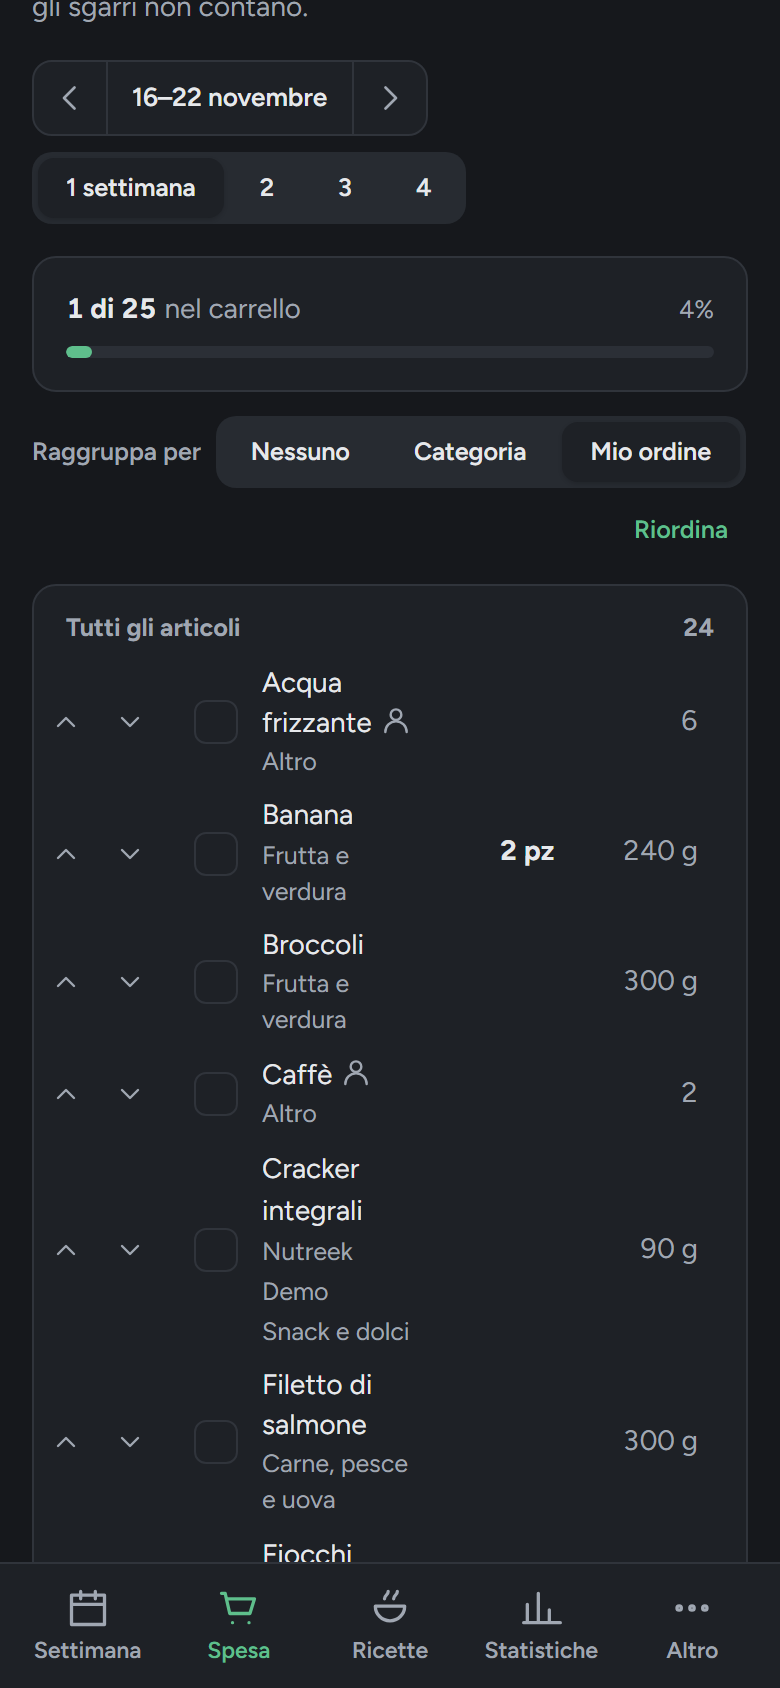 gli sgarri non contano.
16–22 novembre
1 settimana 2 3 4
1 di 25 nel carrello 4%
Raggruppa per Nessuno Categoria Mio ordine
Riordina
Tutti gli articoli 24
Acqua
frizzante 6
Altro
Banana
2 pz 240 g
Frutta e
verdura
Broccoli
Frutta e 300 g
verdura
Caffè
2
Altro
Cracker
integrali
Nutreek 90 g
Demo
Snack e dolci
Filetto di
salmone
300 g
Carne, pesce
e uova
Fiocchi
Settimana Spesa Ricette Statistiche Altro